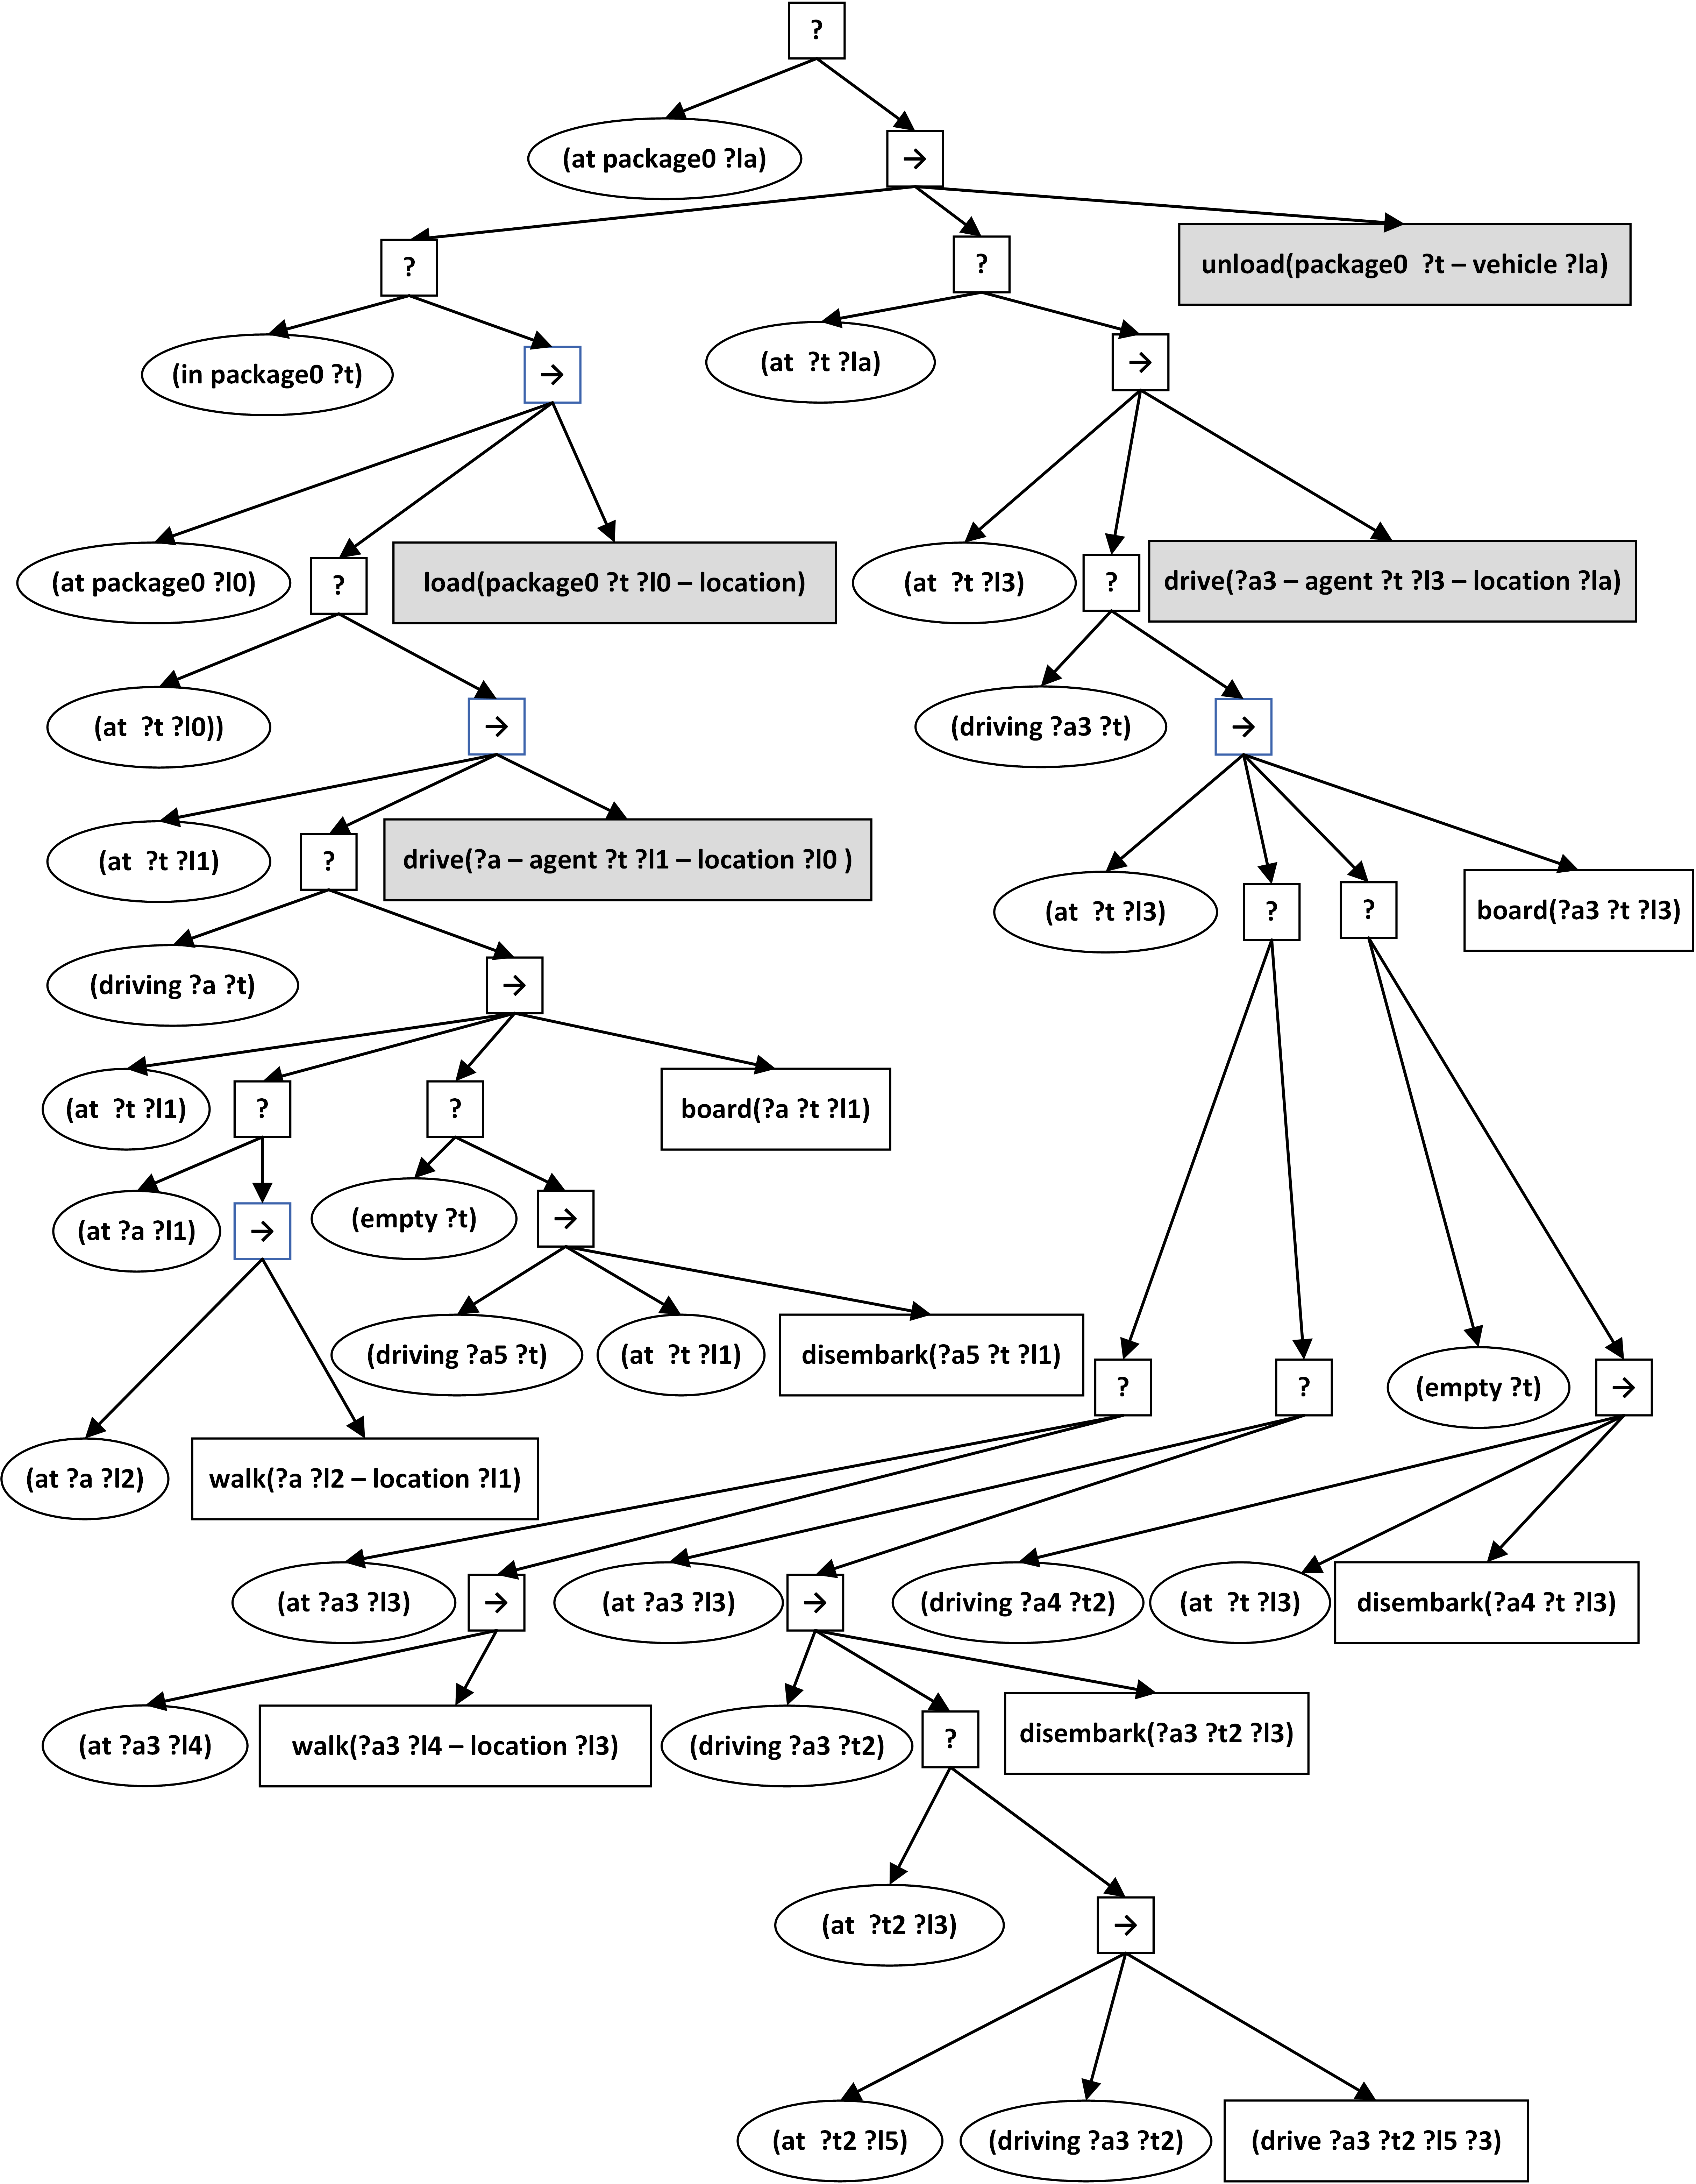 ?
(at package0 ?la)
→
?
?
unload(package0  ?t – vehicle ?la)
(in package0 ?t)
→
(at  ?t ?la)
→
(at package0 ?l0)
?
load(package0 ?t ?l0 – location)
(at  ?t ?l3)
?
drive(?a3 – agent ?t ?l3 – location ?la)
(at  ?t ?l0))
→
(driving ?a3 ?t)
→
(at  ?t ?l1)
?
drive(?a – agent ?t ?l1 – location ?l0 )
(at  ?t ?l3)
?
?
board(?a3 ?t ?l3)
(driving ?a ?t)
→
(at  ?t ?l1)
?
?
board(?a ?t ?l1)
(at ?a ?l1)
→
(empty ?t)
→
(driving ?a5 ?t)
(at  ?t ?l1)
disembark(?a5 ?t ?l1)
?
?
(empty ?t)
→
(at ?a ?l2)
walk(?a ?l2 – location ?l1)
(at ?a3 ?l3)
→
(at ?a3 ?l3)
→
(driving ?a4 ?t2)
(at  ?t ?l3)
disembark(?a4 ?t ?l3)
(at ?a3 ?l4)
walk(?a3 ?l4 – location ?l3)
(driving ?a3 ?t2)
?
disembark(?a3 ?t2 ?l3)
(at  ?t2 ?l3)
→
(at  ?t2 ?l5)
(driving ?a3 ?t2)
(drive ?a3 ?t2 ?l5 ?3)